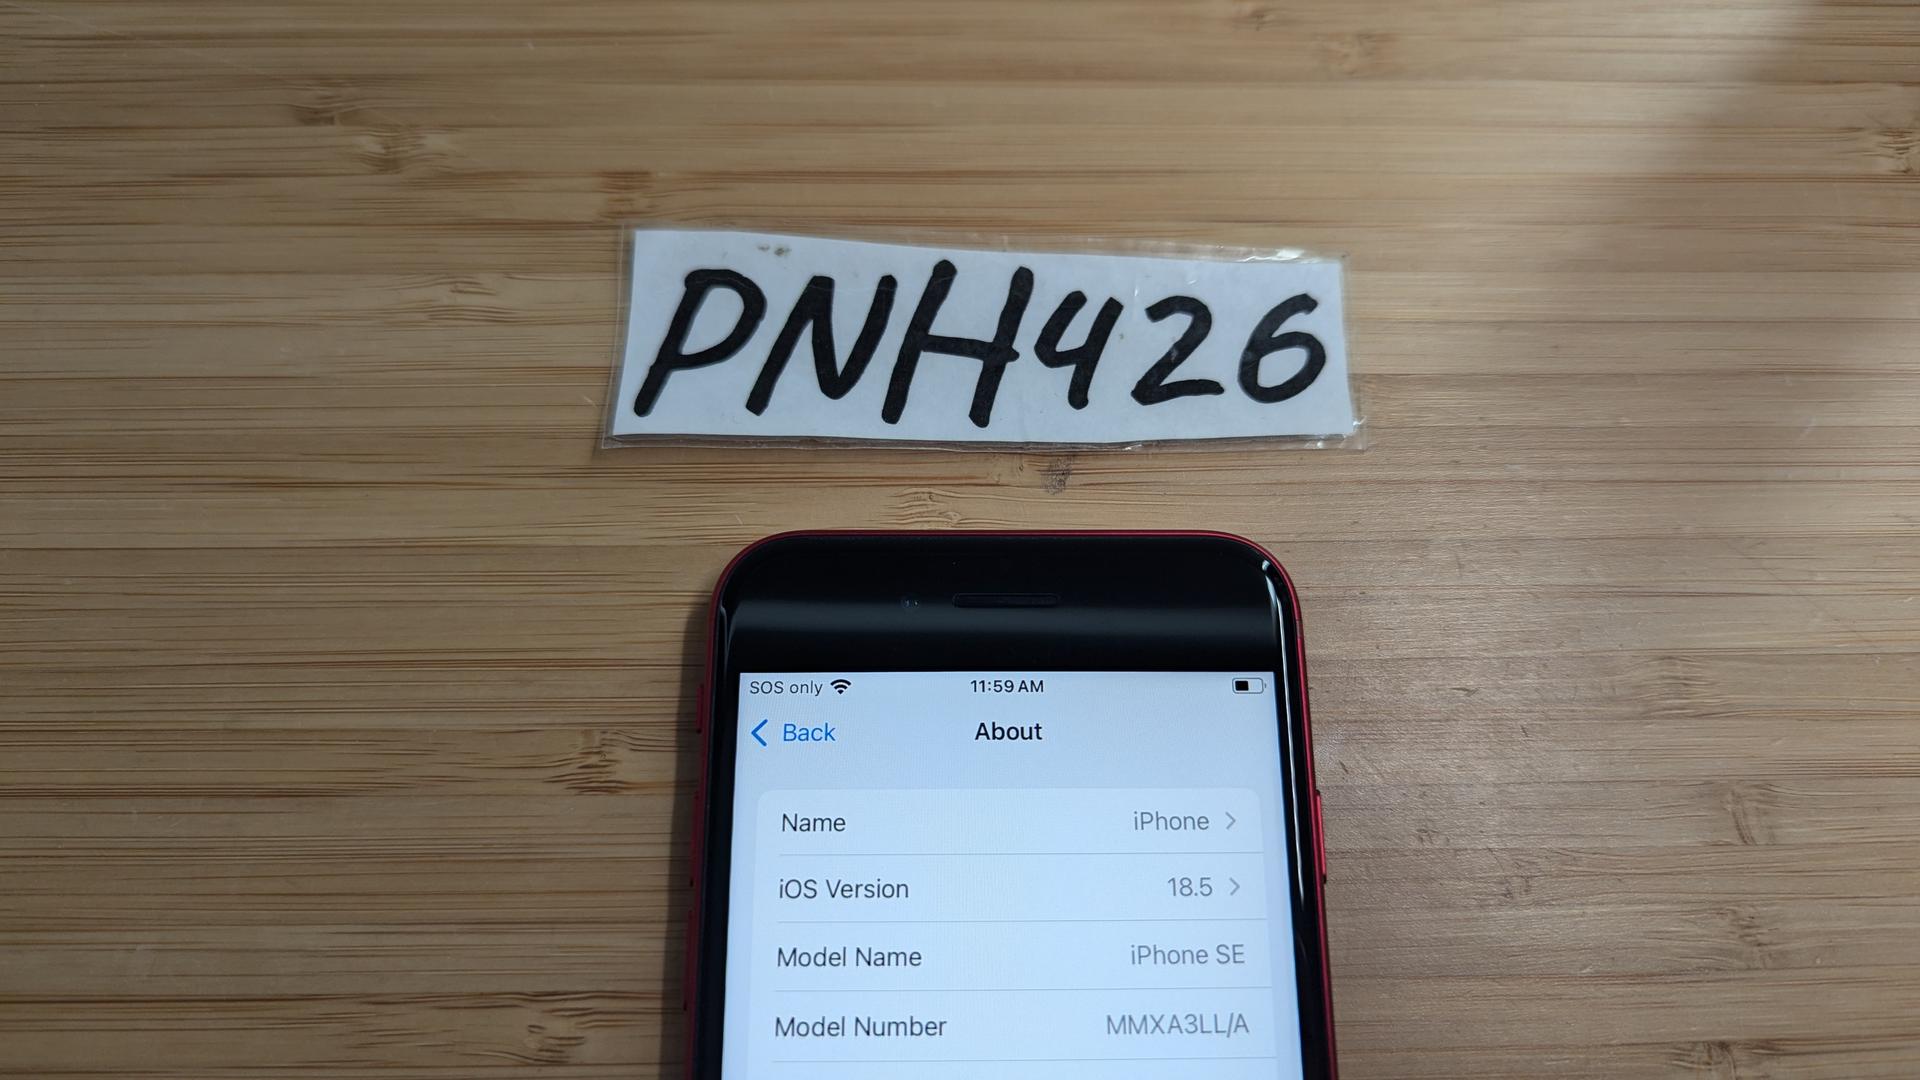 PNH426
SOS only 11:59 AM
Back About
Name iPhone
iOS Version 18.5
Model Name iPhone SE
Model Number MMXA3LL/A